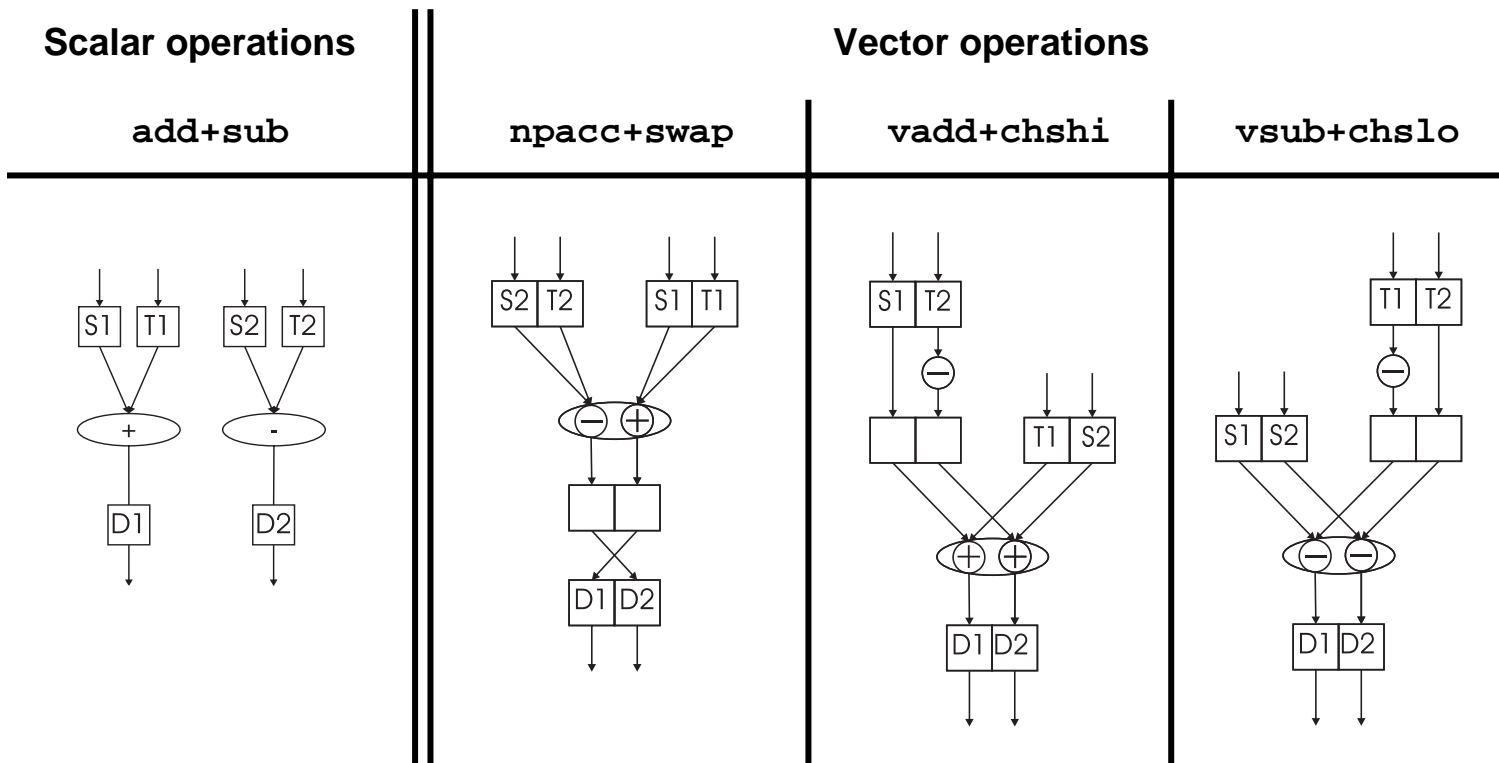 Scalar operations
Vector operations
add+sub
npacc+swap
vadd+chshi
vsub+chslo
S1 T1 S2 T2
+ -
D1 D2
S2 T2 S1 T1
− +
D1 D2
S1 T2
−
T1 S2
+ +
D1 D2
T1 T2
−
S1 S2
− −
D1 D2